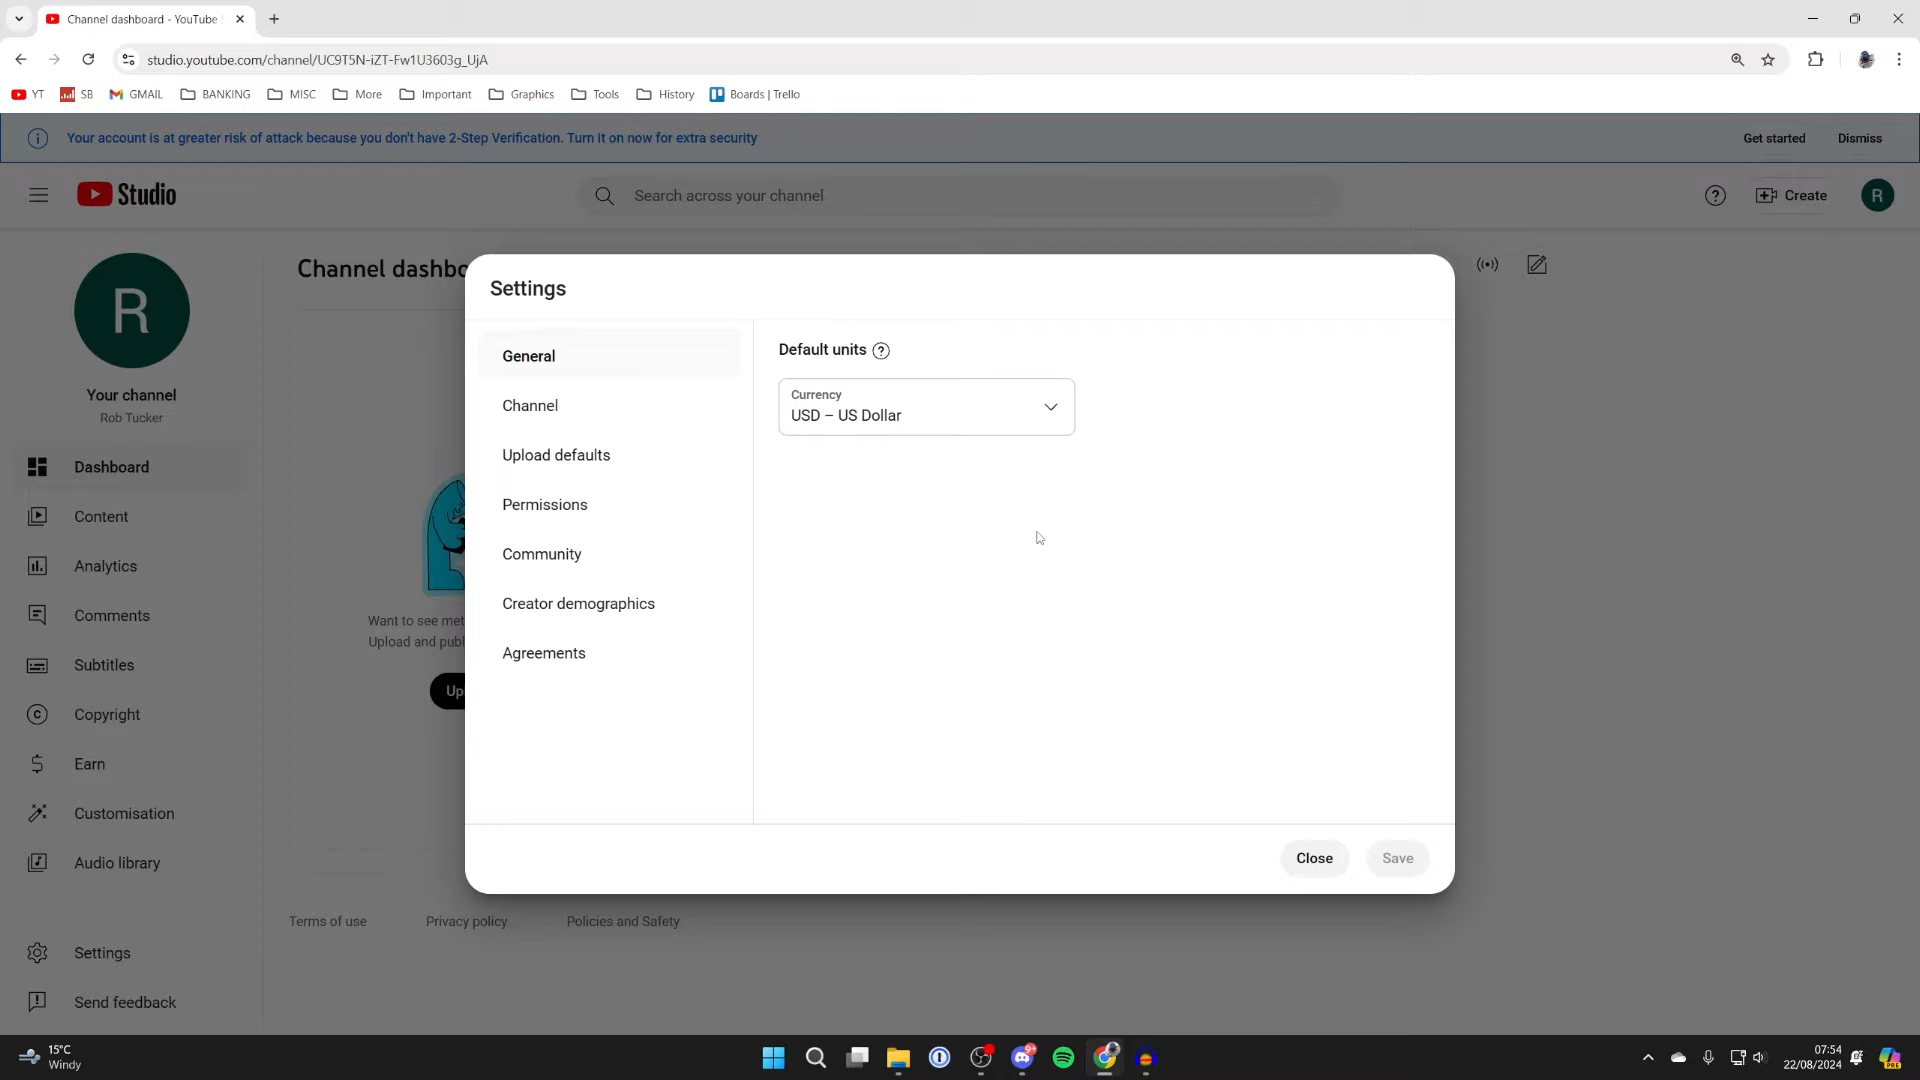 Channel dashboard - YouTube
studio.youtube.com/channel/UC9T5N-iZT-Fw1U3603g_UjA
YT
SB
GMAIL
BANKING
MISC
More
Important
Graphics
Tools
History
Boards | Trello
Your account is at greater risk of attack because you don't have 2-Step Verification. Turn it on now for extra security
Get started
Dismiss
Studio
Search across your channel
Create
R
R
Your channel
Rob Tucker
Dashboard
Content
Analytics
Comments
Subtitles
Copyright
Earn
Customisation
Audio library
Settings
Send feedback
Channel dashbo
Want to see met
Upload and publ
Up
Terms of use
Privacy policy
Policies and Safety
Settings
General
Channel
Upload defaults
Permissions
Community
Creator demographics
Agreements
Default units
Currency
USD – US Dollar
Close
Save
15°C
Windy
9+
07:54
22/08/2024
PRE